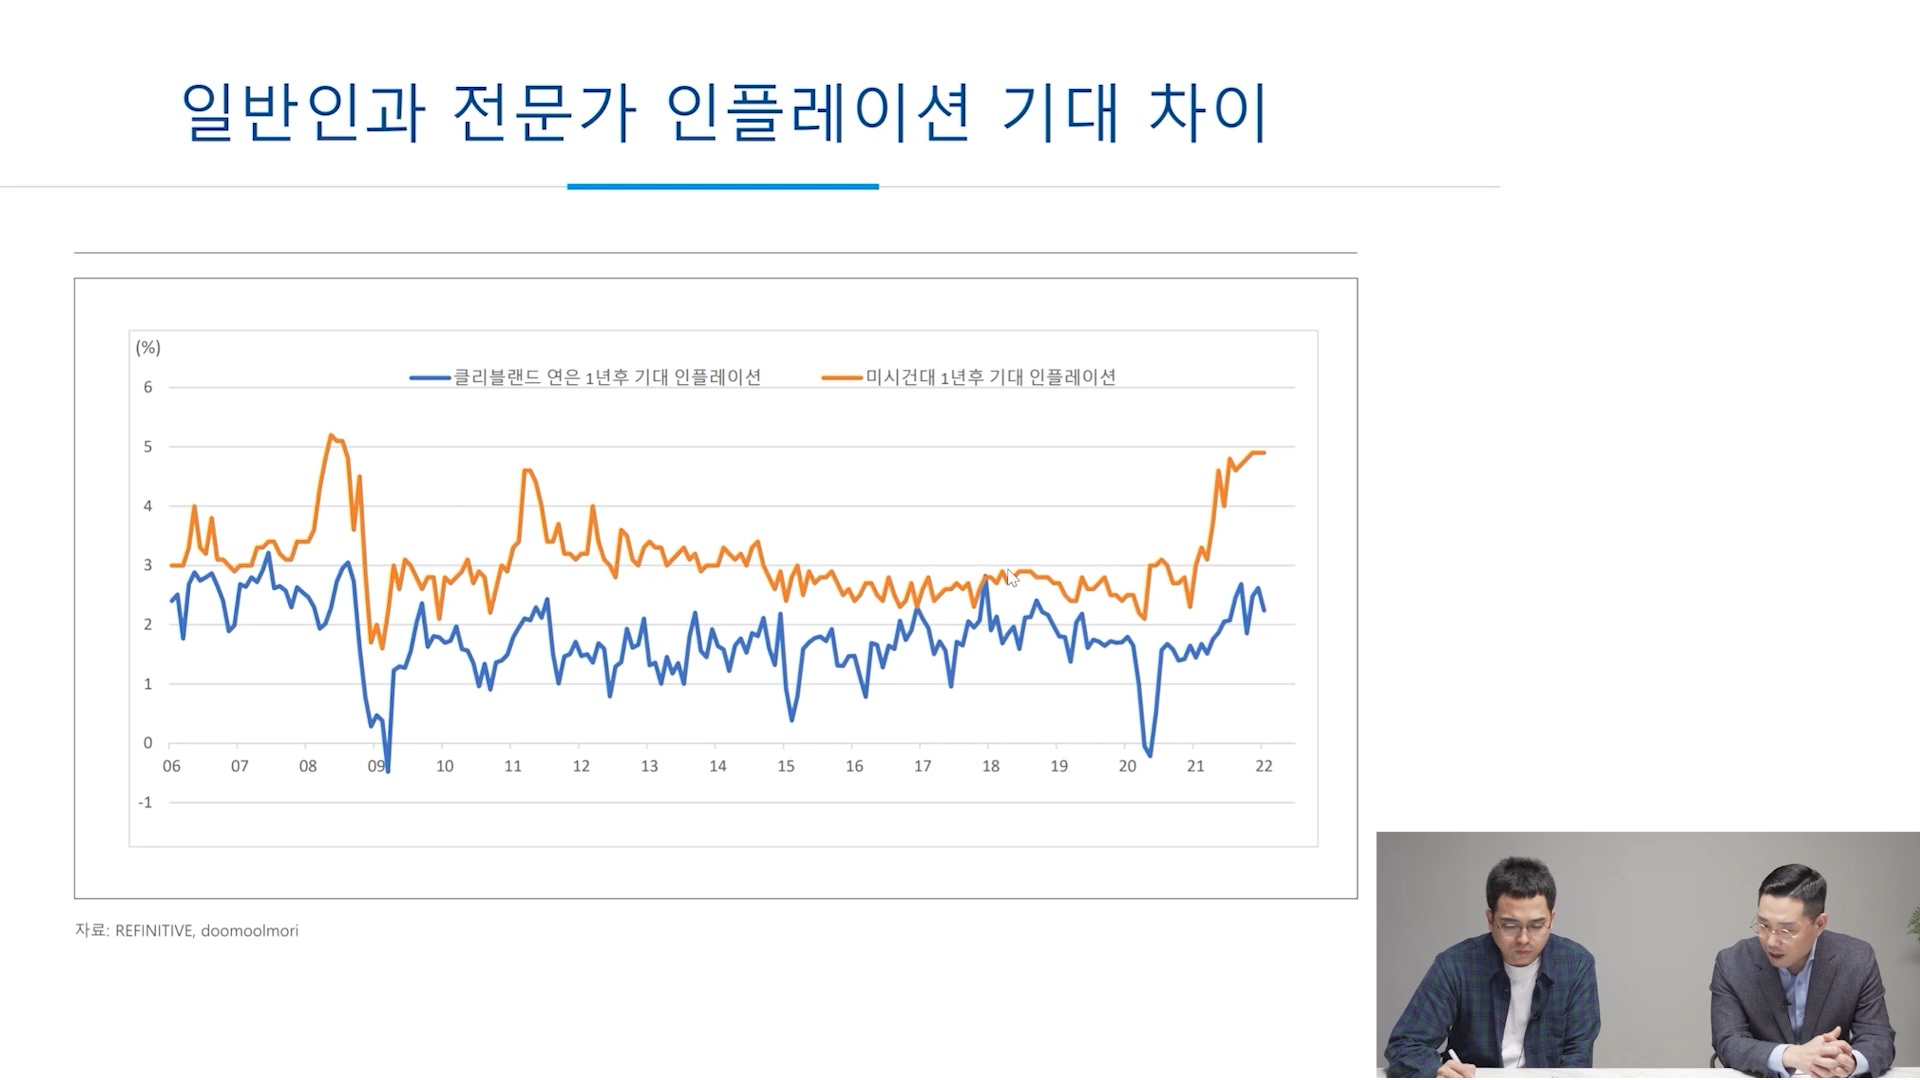 일반인과 전문가 인플레이션 기대 차이
(%)
클리블랜드 연은 1년후 기대 인플레이션
미시건대 1년후 기대 인플레이션
6
5
4
3
2
1
0
06 07 08 09 10 11 12 13 14 15 16 17 18 19 20 21 22
-1
자료: REFINITIVE, doomoolmori